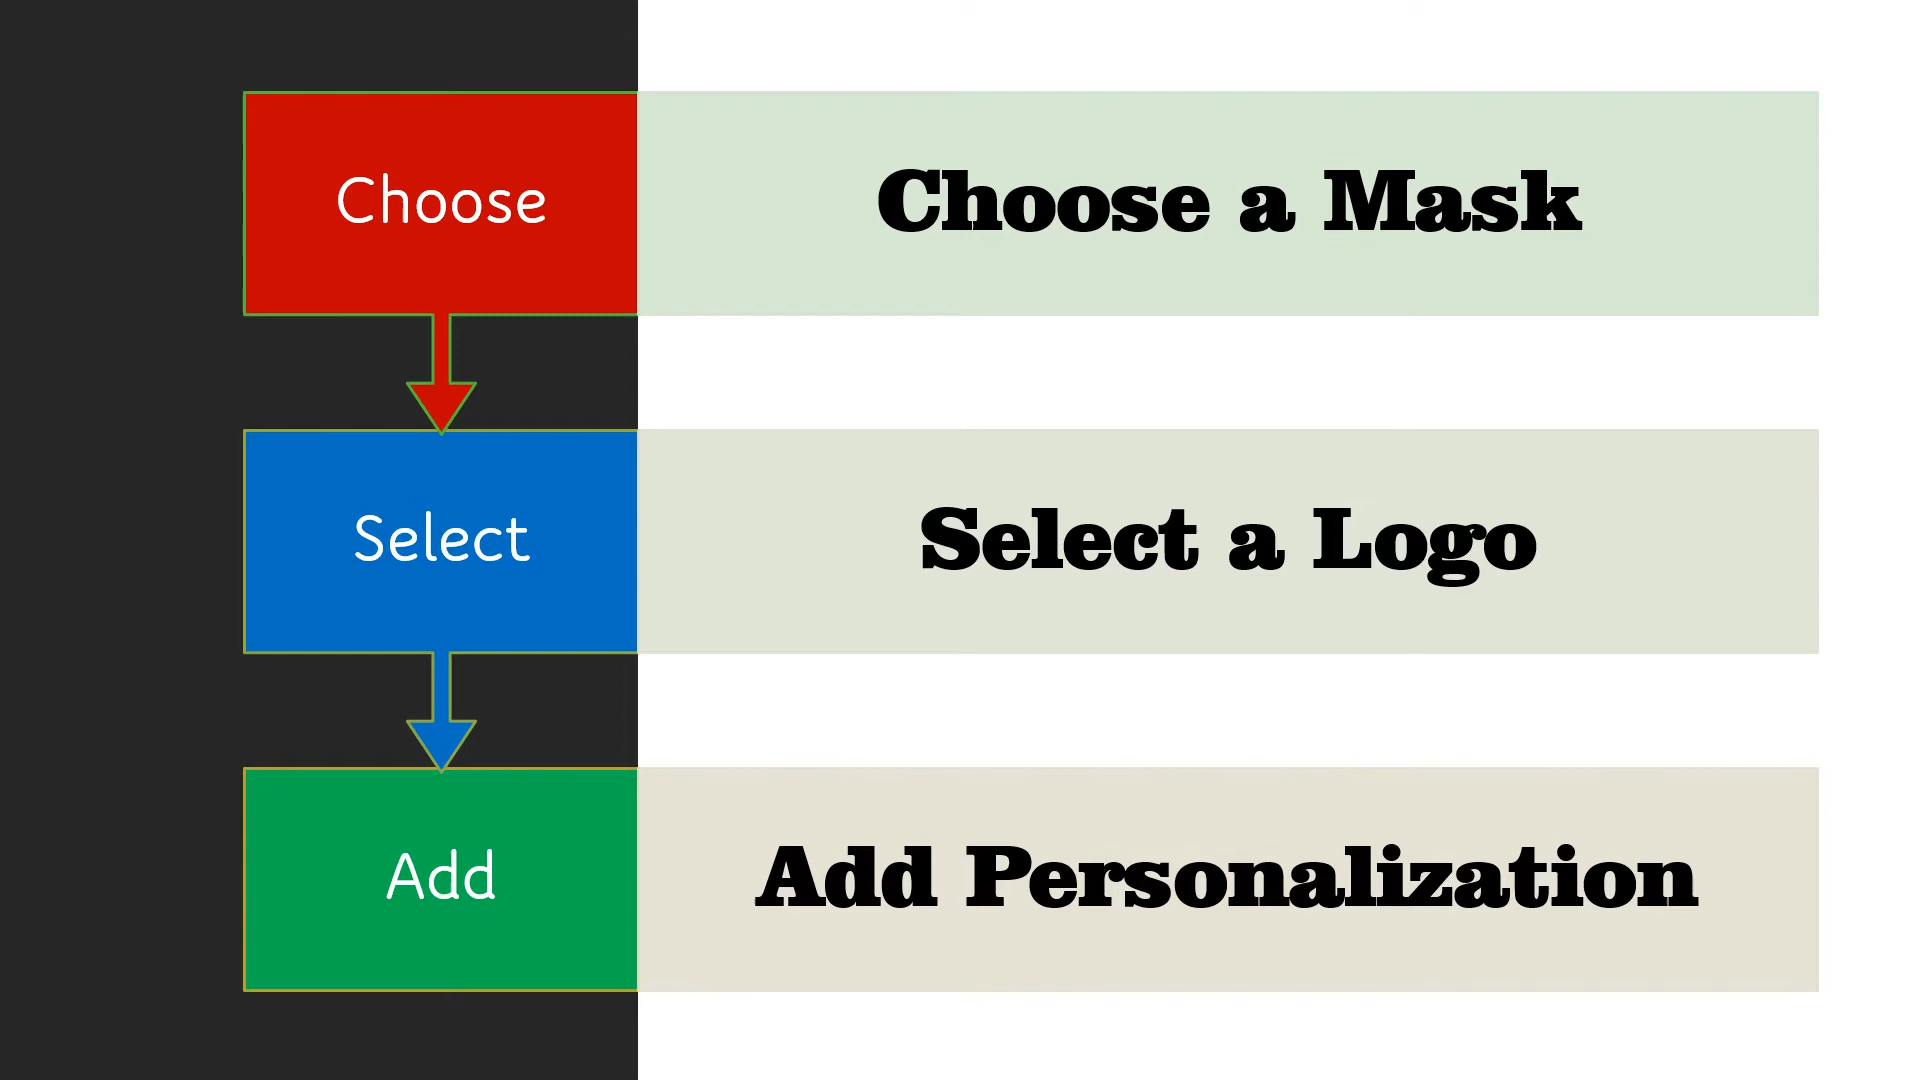 Choose
Choose a Mask
Select
Select a Logo
Add
Add Personalization